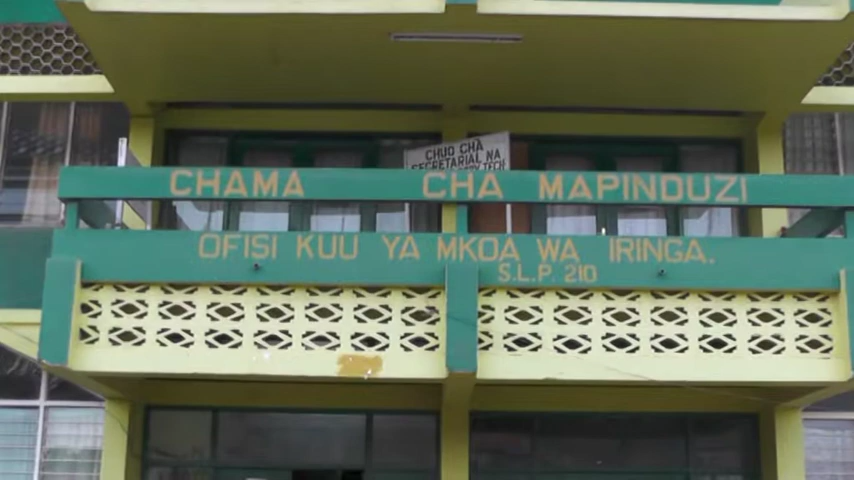 CHUO CHA
SECRETARIAL NA
CHAMA CHA MAPINDUZI
OFISI KUU YA MKOA WA IRINGA.
S.L.P. 210